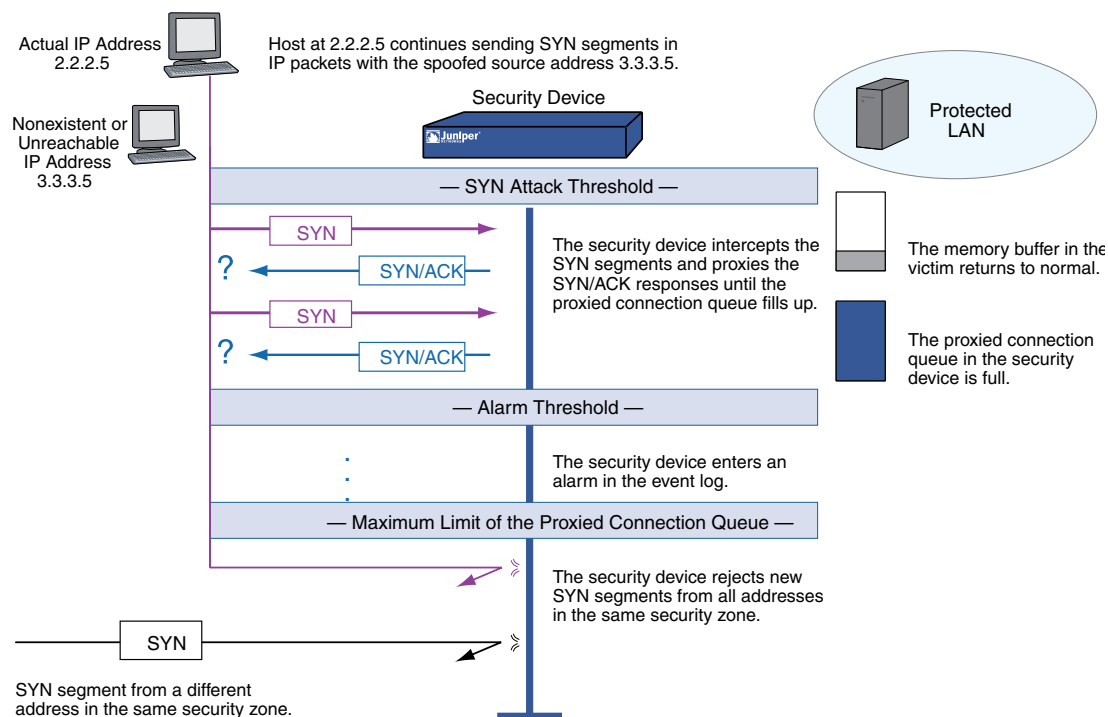 Actual IP Address
2.2.2.5
Host at 2.2.2.5 continues sending SYN segments in
IP packets with the spoofed source address 3.3.3.5.
Nonexistent or
Unreachable
IP Address
3.3.3.5
Security Device
Juniper
NETWORKS
Protected
LAN
— SYN Attack Threshold —
SYN
? SYN/ACK
SYN
? SYN/ACK
The security device intercepts the
SYN segments and proxies the
SYN/ACK responses until the
proxied connection queue fills up.
The memory buffer in the
victim returns to normal.
The proxied connection
queue in the security
device is full.
— Alarm Threshold —
The security device enters an
alarm in the event log.
— Maximum Limit of the Proxied Connection Queue —
The security device rejects new
SYN segments from all addresses
in the same security zone.
SYN
SYN segment from a different
address in the same security zone.